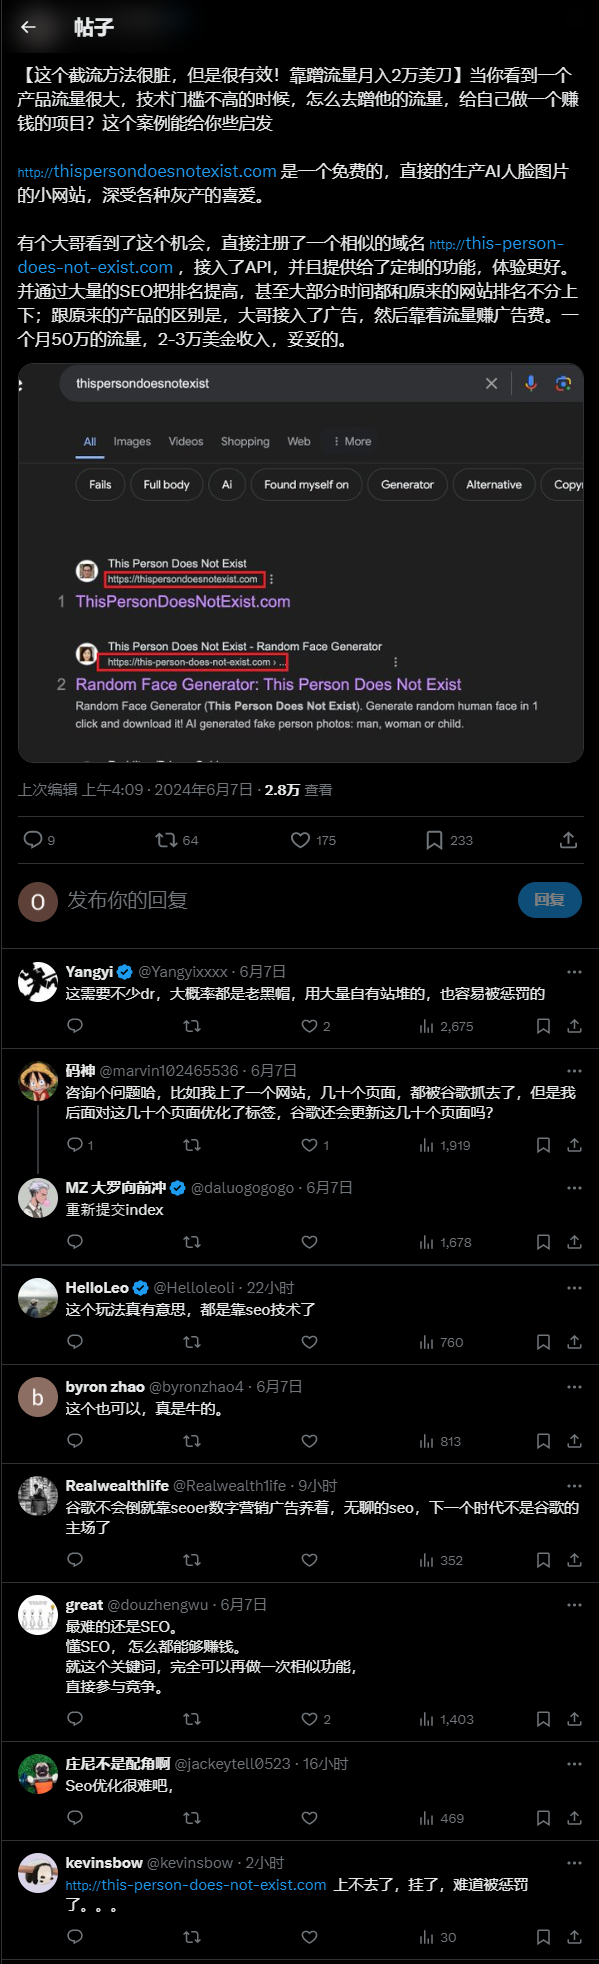 帖子
【这个截流方法很脏，但是很有效！靠蹭流量月入2万美刀】当你看到一个
产品流量很大，技术门槛不高的时候，怎么去蹭他的流量，给自己做一个赚
钱的项目？这个案例能给你些启发
http://thispersondoesnotexist.com 是一个免费的，直接的生产AI人脸图片
的小网站，深受各种灰产的喜爱。
有个大哥看到了这个机会，直接注册了一个相似的域名 http://this-person-
does-not-exist.com ，接入了API，并且提供给了定制的功能，体验更好。
并通过大量的SEO把排名提高，甚至大部分时间都和原来的网站排名不分上
下；跟原来的产品的区别是，大哥接入了广告，然后靠着流量赚广告费。一
个月50万的流量，2-3万美金收入，妥妥的。
thispersondoesnotexist
All Images Videos Shopping Web More
Fails Full body Ai Found myself on Generator Alternative Copy
This Person Does Not Exist
https://thispersondoesnotexist.com
1 ThisPersonDoesNotExist.com
This Person Does Not Exist - Random Face Generator
https://this-person-does-not-exist.com › ...
2 Random Face Generator: This Person Does Not Exist
Random Face Generator (This Person Does Not Exist). Generate random human face in 1
click and download it! AI generated fake person photos: man, woman or child.
上次编辑 上午4:09 · 2024年6月7日 · 2.8万 查看
9 64 175 233
O 发布你的回复 回复
Yangyi @Yangyixxxx · 6月7日
这需要不少dr，大概率都是老黑帽，用大量自有站堆的，也容易被惩罚的
2 2,675
码神 @marvin102465536 · 6月7日
咨询个问题哈，比如我上了一个网站，几十个页面，都被谷歌抓去了，但是我
后面对这几十个页面优化了标签，谷歌还会更新这几十个页面吗？
1 1 1,919
MZ 大罗向前冲 @daluogogogo · 6月7日
重新提交index
1,678
HelloLeo @Helloleoli · 22小时
这个玩法真有意思，都是靠seo技术了
760
b byron zhao @byronzhao4 · 6月7日
这个也可以，真是牛的。
813
Realwealthlife @Realwealth1ife · 9小时
谷歌不会倒就靠seoer数字营销广告养着，无聊的seo，下一个时代不是谷歌的
主场了
352
great @douzhengwu · 6月7日
最难的还是SEO。
懂SEO， 怎么都能够赚钱。
就这个关键词，完全可以再做一次相似功能，
直接参与竞争。
2 1,403
庄尼不是配角啊 @jackeytell0523 · 16小时
Seo优化很难吧，
469
kevinsbow @kevinsbow · 2小时
http://this-person-does-not-exist.com 上不去了，挂了，难道被惩罚
了。。。
30